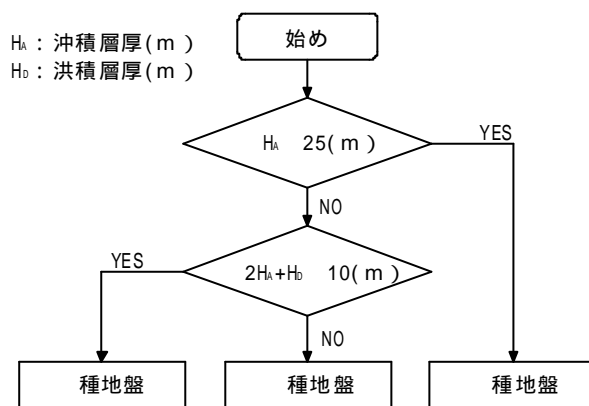 HA : 沖積層厚(m)
HD : 洪積層厚(m)
始め
HA 25(m)
YES
NO
2HA+HD 10(m)
YES
NO
種地盤
種地盤
種地盤